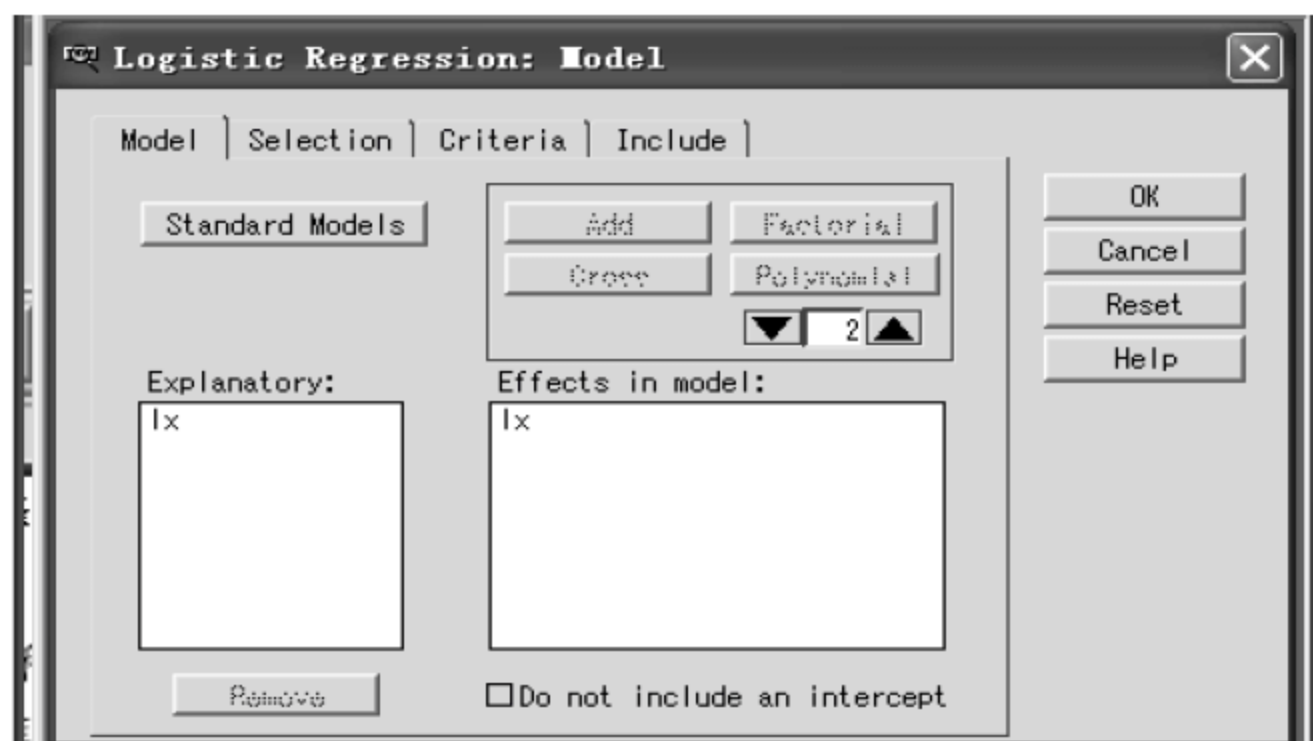 Logistic Regression: Model
Model Selection Criteria Include
Standard Models
Add Factorial
Cross Polynomial
2
OK
Cancel
Reset
Help
Explanatory: Effects in model:
lx lx
Remove
Do not include an intercept